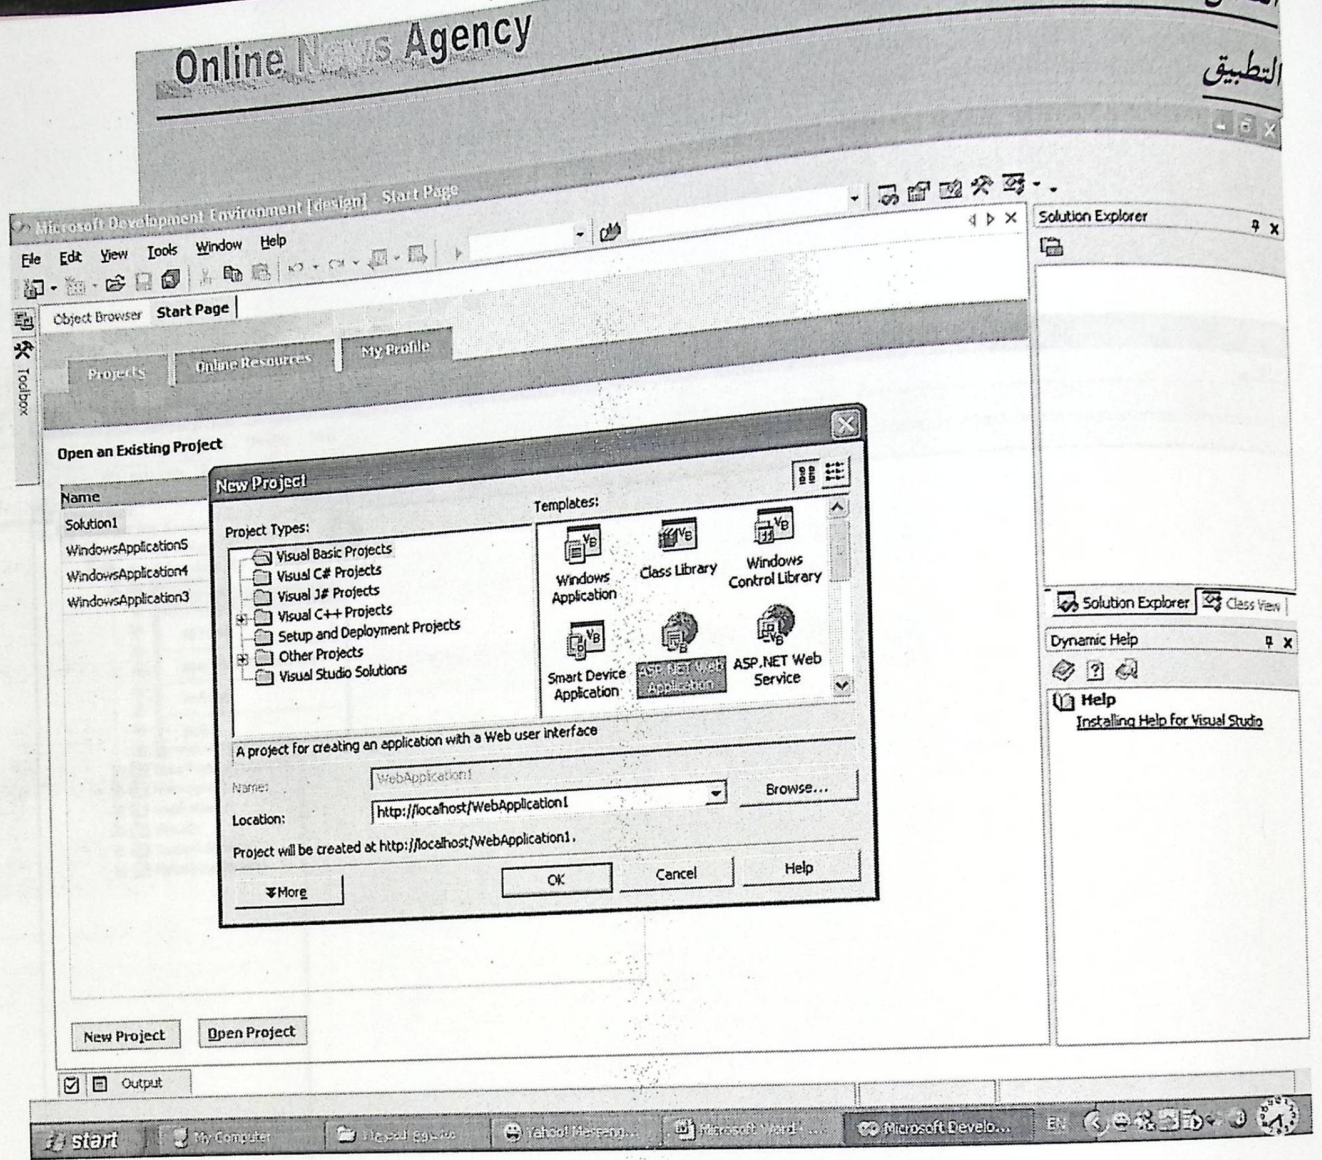 Online News Agency
التطبيق
Microsoft Development Environment [design] - Start Page
File Edit View Tools Window Help
Object Browser Start Page
Toolbox
Projects Online Resources My Profile
Open an Existing Project
Name
Solution1
WindowsApplication5
WindowsApplication4
WindowsApplication3
New Project
Project Types:
Visual Basic Projects
Visual C# Projects
Visual J# Projects
Visual C++ Projects
Setup and Deployment Projects
Other Projects
Visual Studio Solutions
Templates:
Windows
Application
Class Library
Windows
Control Library
Smart Device
Application
ASP.NET Web
Application
ASP.NET Web
Service
A project for creating an application with a Web user interface
Name:
WebApplication1
Location:
http://localhost/WebApplication1
Browse...
Project will be created at http://localhost/WebApplication1.
More
OK
Cancel
Help
New Project
Open Project
Solution Explorer
Solution Explorer
Class View
Dynamic Help
Help
Installing Help for Visual Studio
Output
start
My Computer
Yahoo! Messeng...
Microsoft Word - ...
Microsoft Develo...
EN